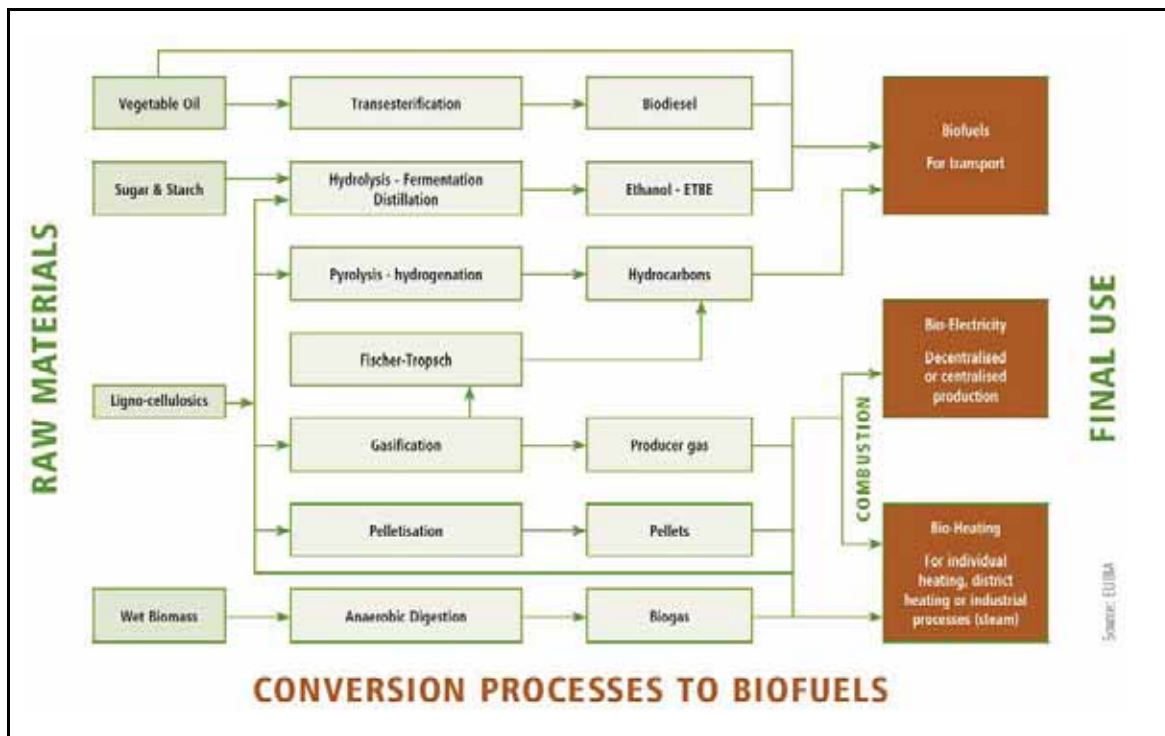 RAW MATERIALS
Vegetable Oil
Transesterification
Biodiesel
Biofuels
For transport
Sugar & Starch
Hydrolysis - Fermentation
Distillation
Ethanol - ETBE
Pyrolysis - hydrogenation
Hydrocarbons
Fischer-Tropsch
Bio-Electricity
Decentralised
or centralised
production
Ligno-cellulosics
Gasification
Producer gas
COMBUSTION
Pelletisation
Pellets
Bio-Heating
For individual
heating, district
heating or industrial
processes (steam)
Wet Biomass
Anaerobic Digestion
Biogas
FINAL USE
Source: EUBIA
CONVERSION PROCESSES TO BIOFUELS